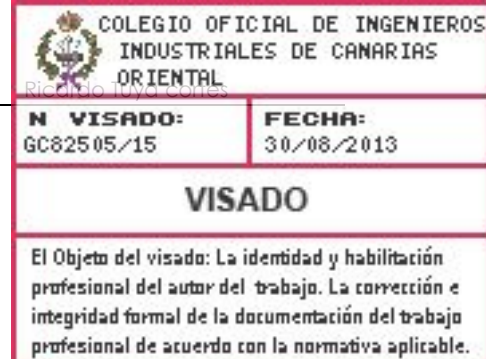 COLEGIO OFICIAL DE INGENIEROS
INDUSTRIALES DE CANARIAS
ORIENTAL
Ricardo Tuya cortes
N VISADO:
FECHA:
GC82505/15
30/08/2013
VISADO
El Objeto del visado: La identidad y habilitación
profesional del autor del trabajo. La corrección e
integridad formal de la documentación del trabajo
profesional de acuerdo con la normativa aplicable.